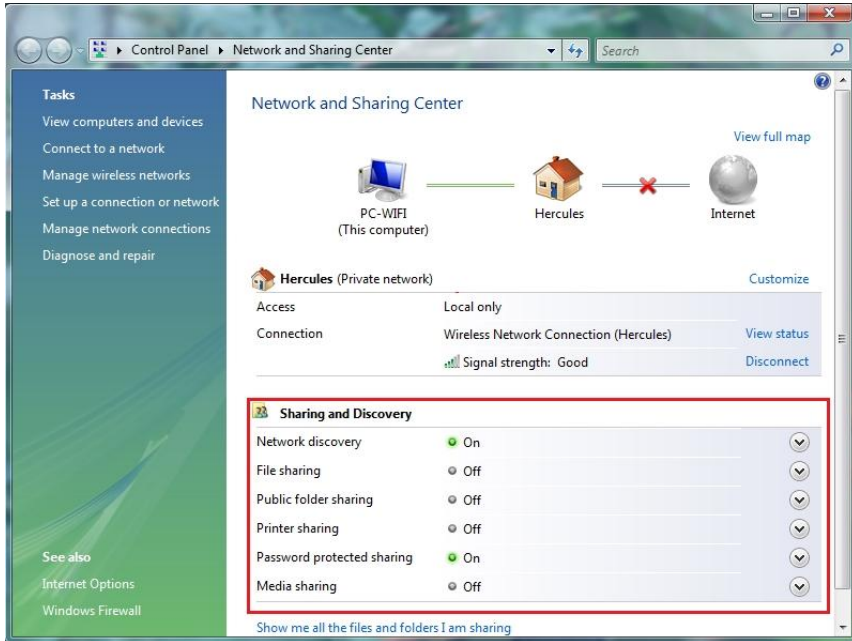 Control Panel ▸ Network and Sharing Center
Search
Tasks
View computers and devices
Connect to a network
Manage wireless networks
Set up a connection or network
Manage network connections
Diagnose and repair
See also
Internet Options
Windows Firewall
Network and Sharing Center
View full map
PC-WIFI
(This computer)
Hercules
Internet
Hercules (Private network)
Customize
Access Local only
Connection Wireless Network Connection (Hercules) View status
Signal strength: Good Disconnect
Sharing and Discovery
Network discovery On
File sharing Off
Public folder sharing Off
Printer sharing Off
Password protected sharing On
Media sharing Off
Show me all the files and folders I am sharing